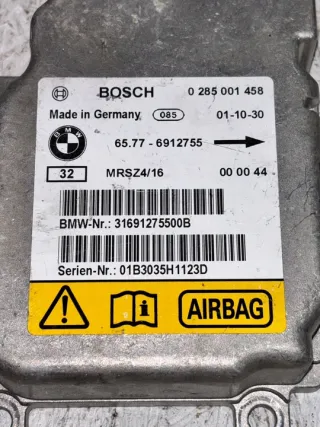 BOSCH 0 285 001 458
Made in Germany 085 01-10-30
BMW 65.77 - 6912755
32 MRSZ4/16 00 00 44
BMW-Nr.: 31691275500B
Serien-Nr.: 01B3035H1123D
AIRBAG